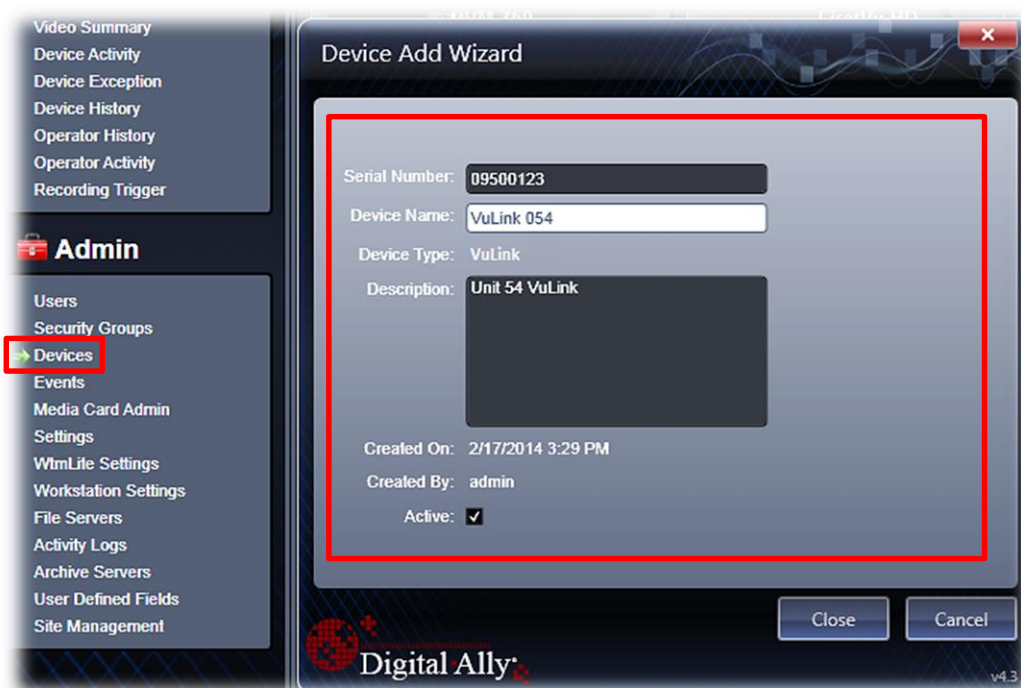 Video Summary
Device Activity
Device Exception
Device History
Operator History
Operator Activity
Recording Trigger
Admin
Users
Security Groups
Devices
Events
Media Card Admin
Settings
WtmLite Settings
Workstation Settings
File Servers
Activity Logs
Archive Servers
User Defined Fields
Site Management
Device Add Wizard
Serial Number: 09500123
Device Name: VuLink 054
Device Type: VuLink
Description: Unit 54 VuLink
Created On: 2/17/2014 3:29 PM
Created By: admin
Active:
Close Cancel
Digital Ally
v4.3